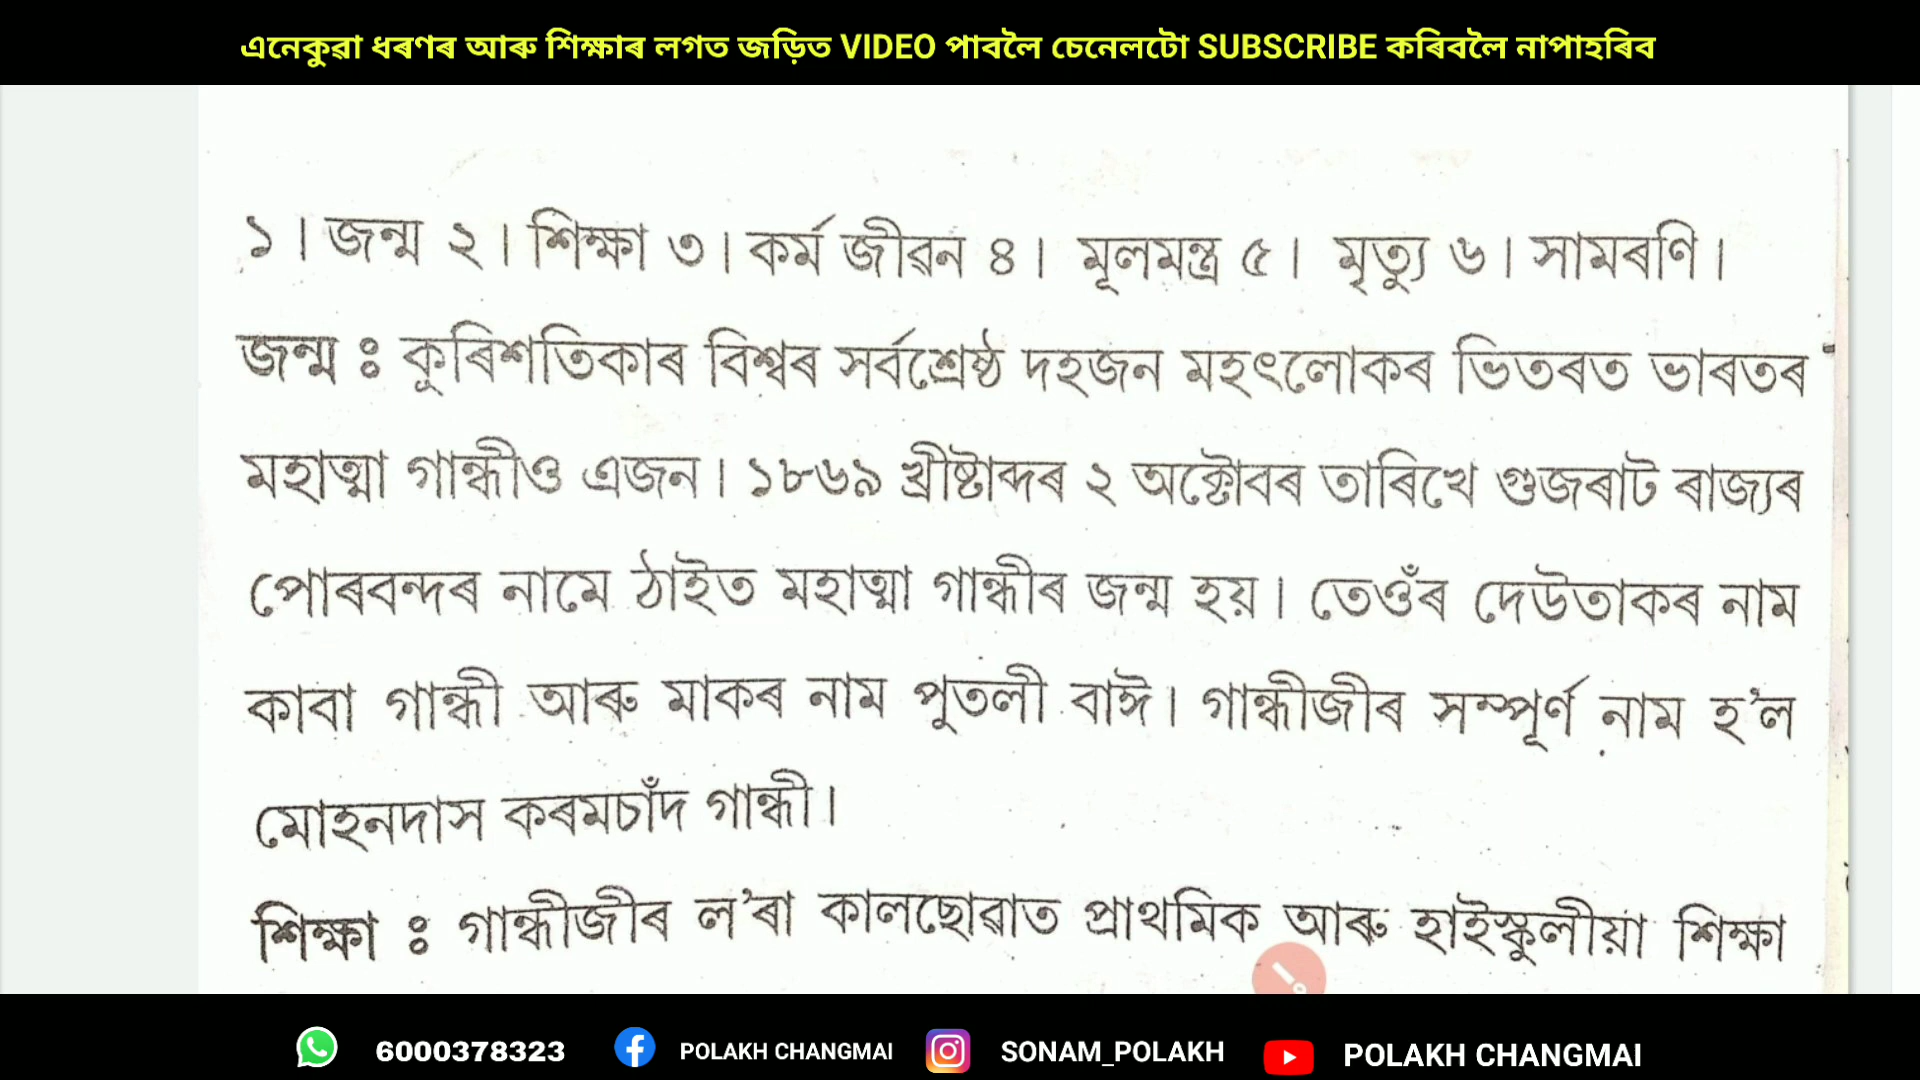 এনেকুৱা ধৰণৰ আৰু শিক্ষাৰ লগত জড়িত VIDEO পাবলৈ চেনেলটো SUBSCRIBE কৰিবলৈ নাপাহৰিব
১। জন্ম ২। শিক্ষা ৩। কৰ্ম জীৱন ৪। মূলমন্ত্ৰ ৫। মৃত্যু ৬। সামৰণি।
জন্ম ঃ কূৰিশতিকাৰ বিশ্বৰ সৰ্বশ্ৰেষ্ঠ দহজন মহৎলোকৰ ভিতৰত ভাৰতৰ
মহাত্মা গান্ধীও এজন। ১৮৬৯ খ্ৰীষ্টাব্দৰ ২ অক্টোবৰ তাৰিখে গুজৰাট ৰাজ্যৰ
পোৰবন্দৰ নামে ঠাইত মহাত্মা গান্ধীৰ জন্ম হয়। তেওঁৰ দেউতাকৰ নাম
কাবা গান্ধী আৰু মাকৰ নাম পুতলী বাঈ। গান্ধীজীৰ সম্পূৰ্ণ নাম হ'ল
মোহনদাস কৰমচাঁদ গান্ধী।
শিক্ষা ঃ গান্ধীজীৰ ল'ৰা কালছোৱাত প্ৰাথমিক আৰু হাইস্কুলীয়া শিক্ষা
6000378323 POLAKH CHANGMAI SONAM_POLAKH POLAKH CHANGMAI